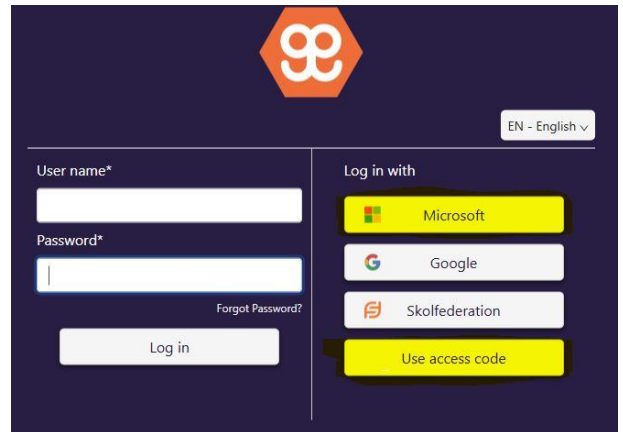 EN - English
User name*
Password*
Forgot Password?
Log in
Log in with
Microsoft
Google
Skolfederation
Use access code